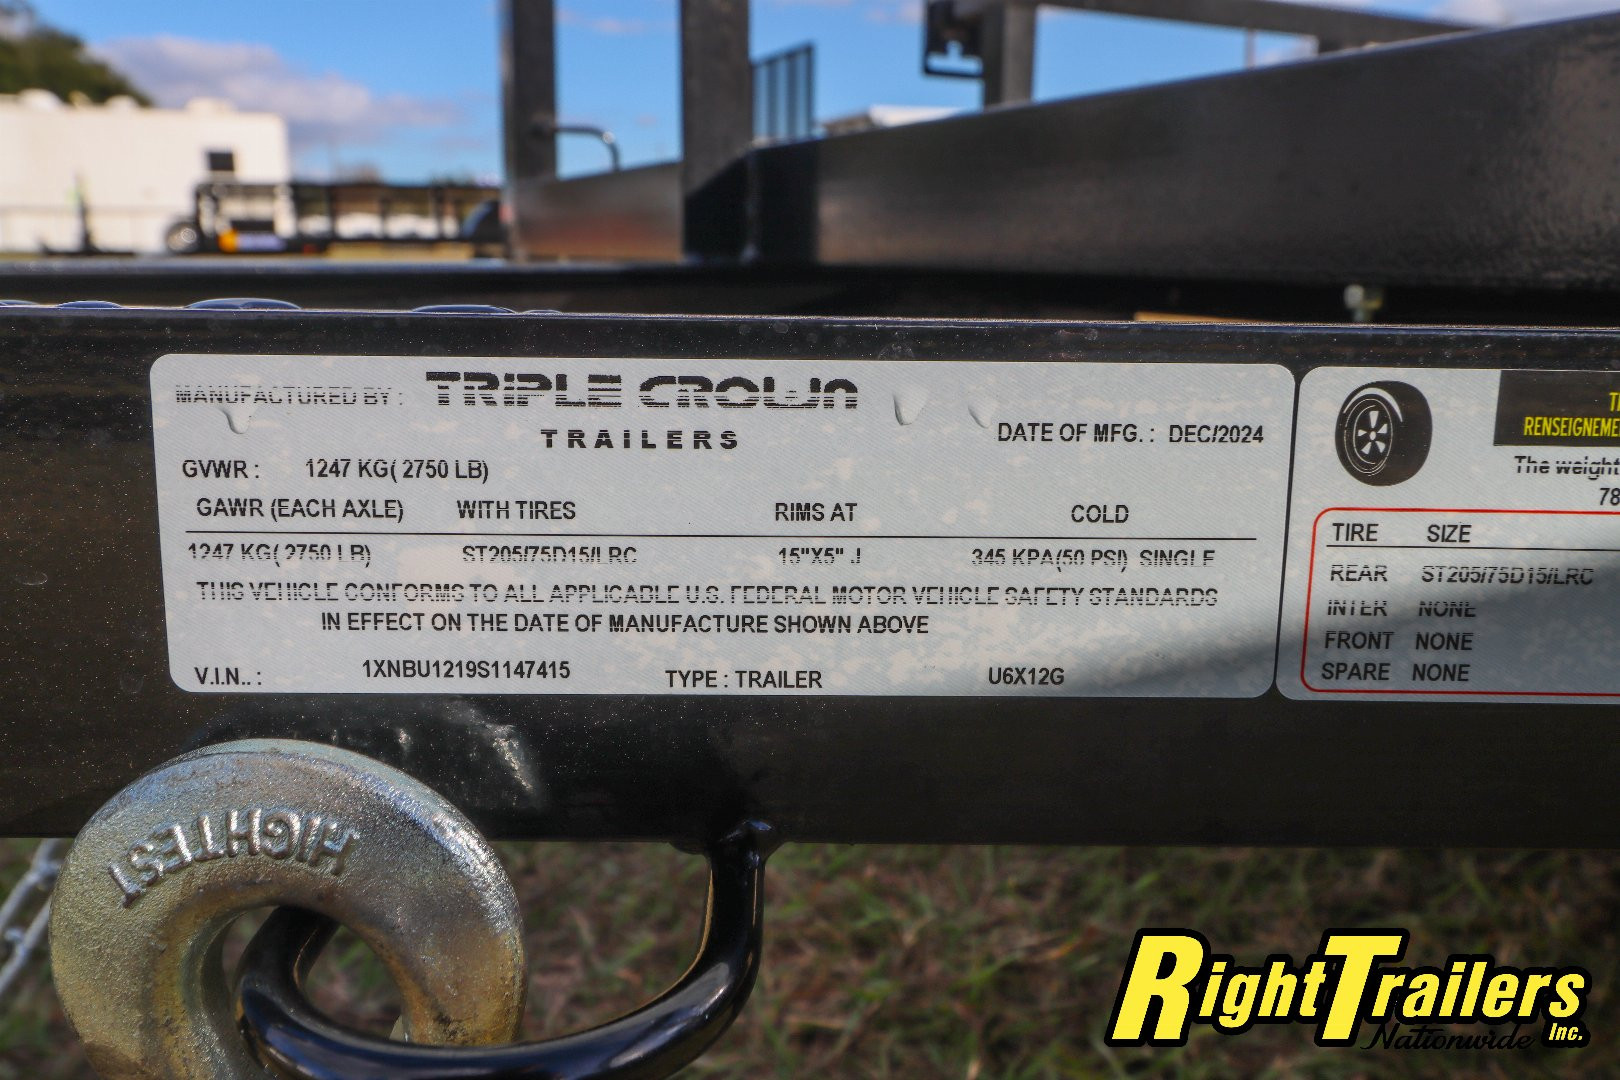 MANUFACTURED BY : TRIPLE CROWN
TRAILERS
DATE OF MFG. : DEC/2024
GVWR : 1247 KG( 2750 LB)
GAWR (EACH AXLE) WITH TIRES RIMS AT COLD
1247 KG( 2750 LB) ST205/75D15/LRC 15"X5" J 345 KPA(50 PSI) SINGLE
THIS VEHICLE CONFORMS TO ALL APPLICABLE U.S. FEDERAL MOTOR VEHICLE SAFETY STANDARDS
IN EFFECT ON THE DATE OF MANUFACTURE SHOWN ABOVE
V.I.N.. : 1XNBU1219S1147415 TYPE : TRAILER U6X12G
The weight
78
TIRE SIZE
REAR ST205/75D15/LRC
INTER NONE
FRONT NONE
SPARE NONE
HIGHTEST
RightTrailers
Nationwide Inc.